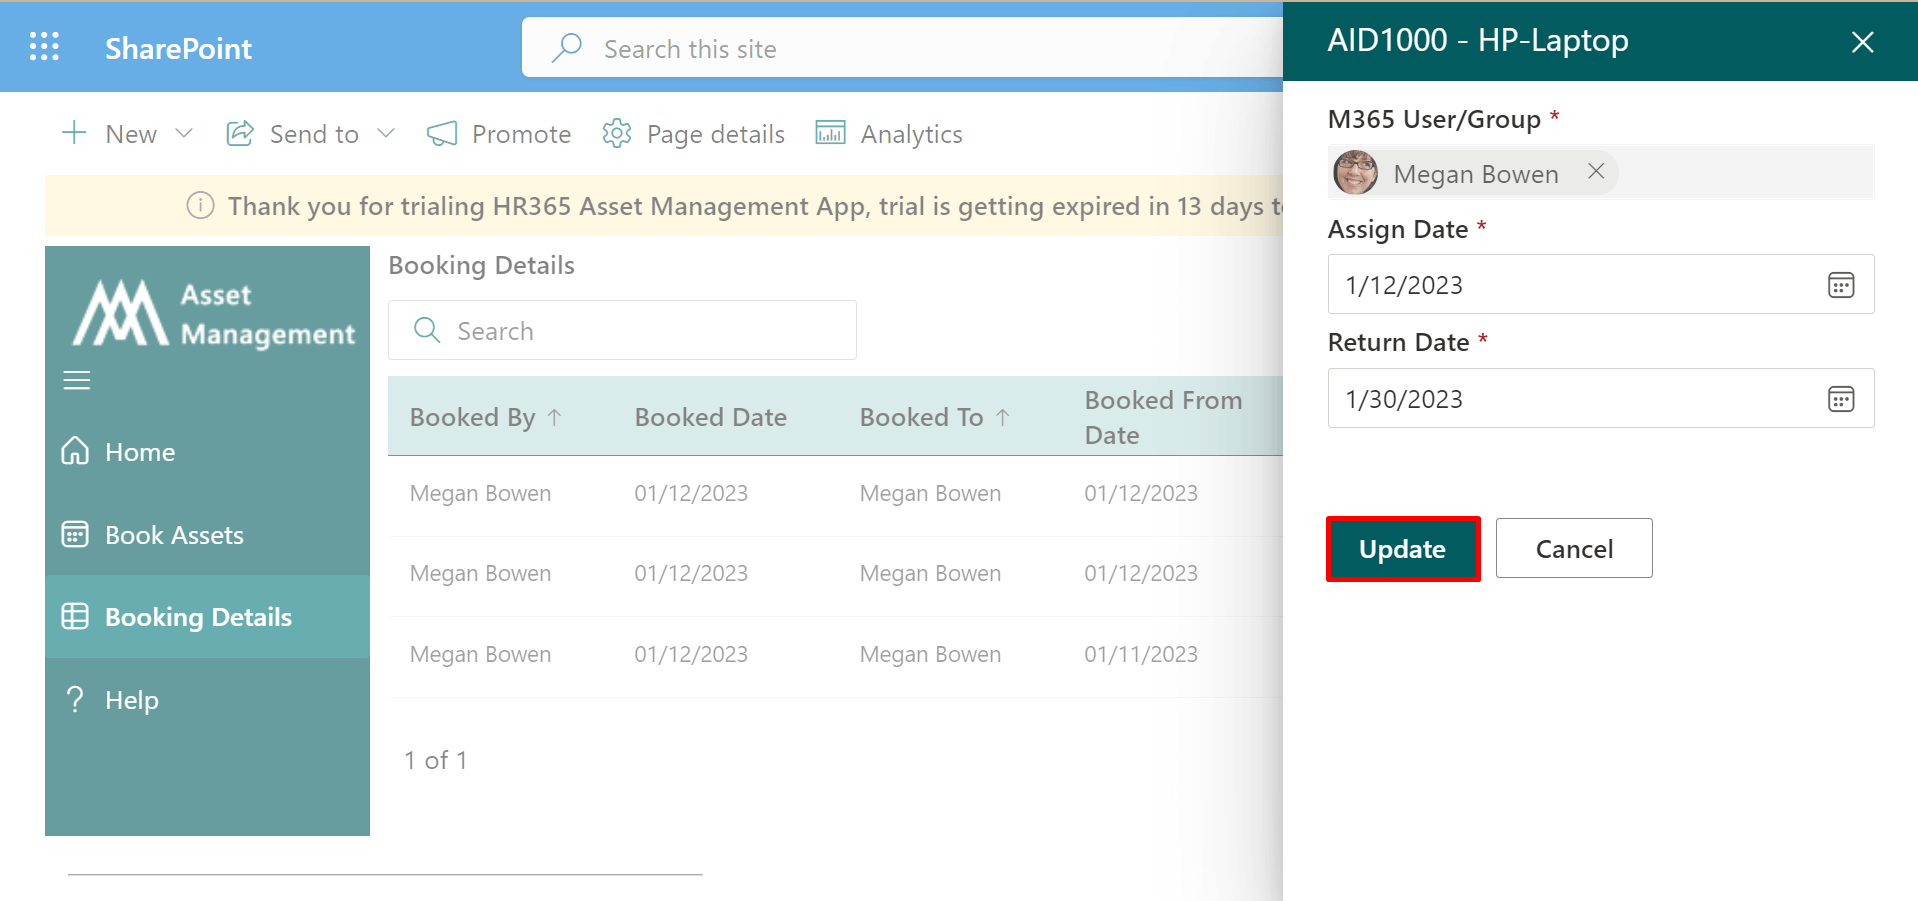 SharePoint
Search this site
New
Send to
Promote
Page details
Analytics
Thank you for trialing HR365 Asset Management App, trial is getting expired in 13 days
Asset
Management
Home
Book Assets
Booking Details
Help
Booking Details
Search
Booked By Booked Date Booked To Booked From
Date
Megan Bowen 01/12/2023 Megan Bowen 01/12/2023
Megan Bowen 01/12/2023 Megan Bowen 01/12/2023
Megan Bowen 01/12/2023 Megan Bowen 01/11/2023
1 of 1
AID1000 - HP-Laptop
M365 User/Group *
Megan Bowen
Assign Date *
1/12/2023
Return Date *
1/30/2023
Update
Cancel